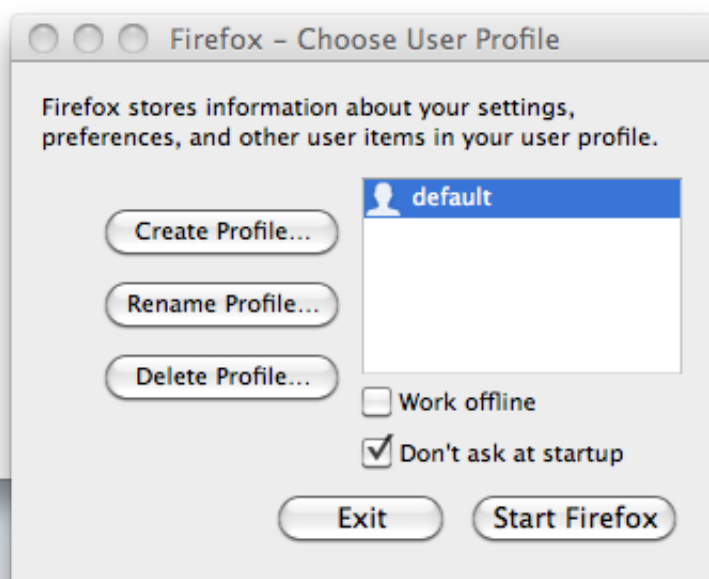 Firefox – Choose User Profile
Firefox stores information about your settings,
preferences, and other user items in your user profile.
default
Create Profile...
Rename Profile...
Delete Profile...
Work offline
Don't ask at startup
Exit
Start Firefox